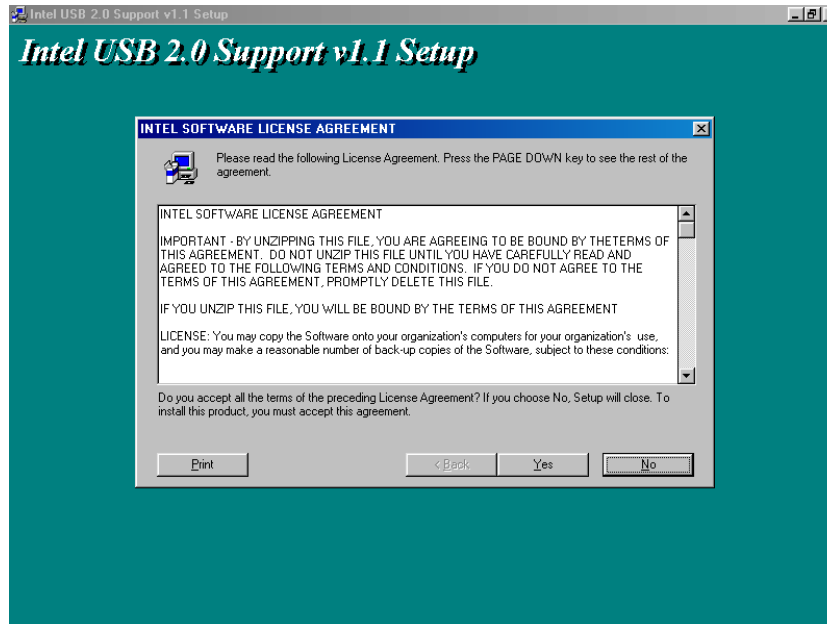 Intel USB 2.0 Support v1.1 Setup
Intel USB 2.0 Support v1.1 Setup
INTEL SOFTWARE LICENSE AGREEMENT
Please read the following License Agreement. Press the PAGE DOWN key to see the rest of the
agreement.
INTEL SOFTWARE LICENSE AGREEMENT
IMPORTANT - BY UNZIPPING THIS FILE, YOU ARE AGREEING TO BE BOUND BY THETERMS OF
THIS AGREEMENT. DO NOT UNZIP THIS FILE UNTIL YOU HAVE CAREFULLY READ AND
AGREED TO THE FOLLOWING TERMS AND CONDITIONS. IF YOU DO NOT AGREE TO THE
TERMS OF THIS AGREEMENT, PROMPTLY DELETE THIS FILE.
IF YOU UNZIP THIS FILE, YOU WILL BE BOUND BY THE TERMS OF THIS AGREEMENT
LICENSE: You may copy the Software onto your organization's computers for your organization's use,
and you may make a reasonable number of back-up copies of the Software, subject to these conditions:
Do you accept all the terms of the preceding License Agreement? If you choose No, Setup will close. To
install this product, you must accept this agreement.
Print < Back Yes No